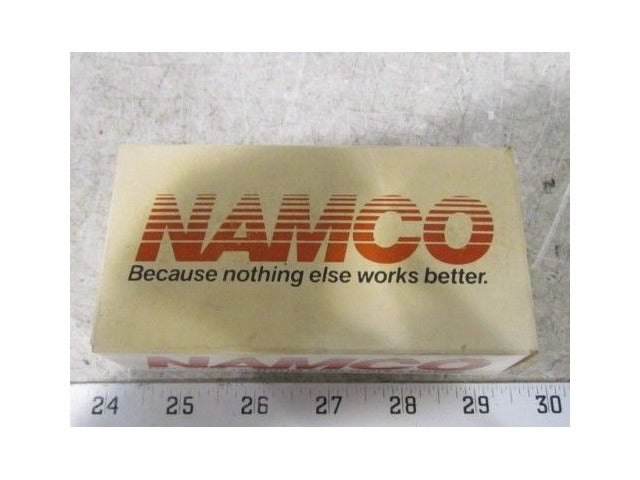 NAMCO
Because nothing else works better.
NAMCO
24 25 26 27 28 29 30